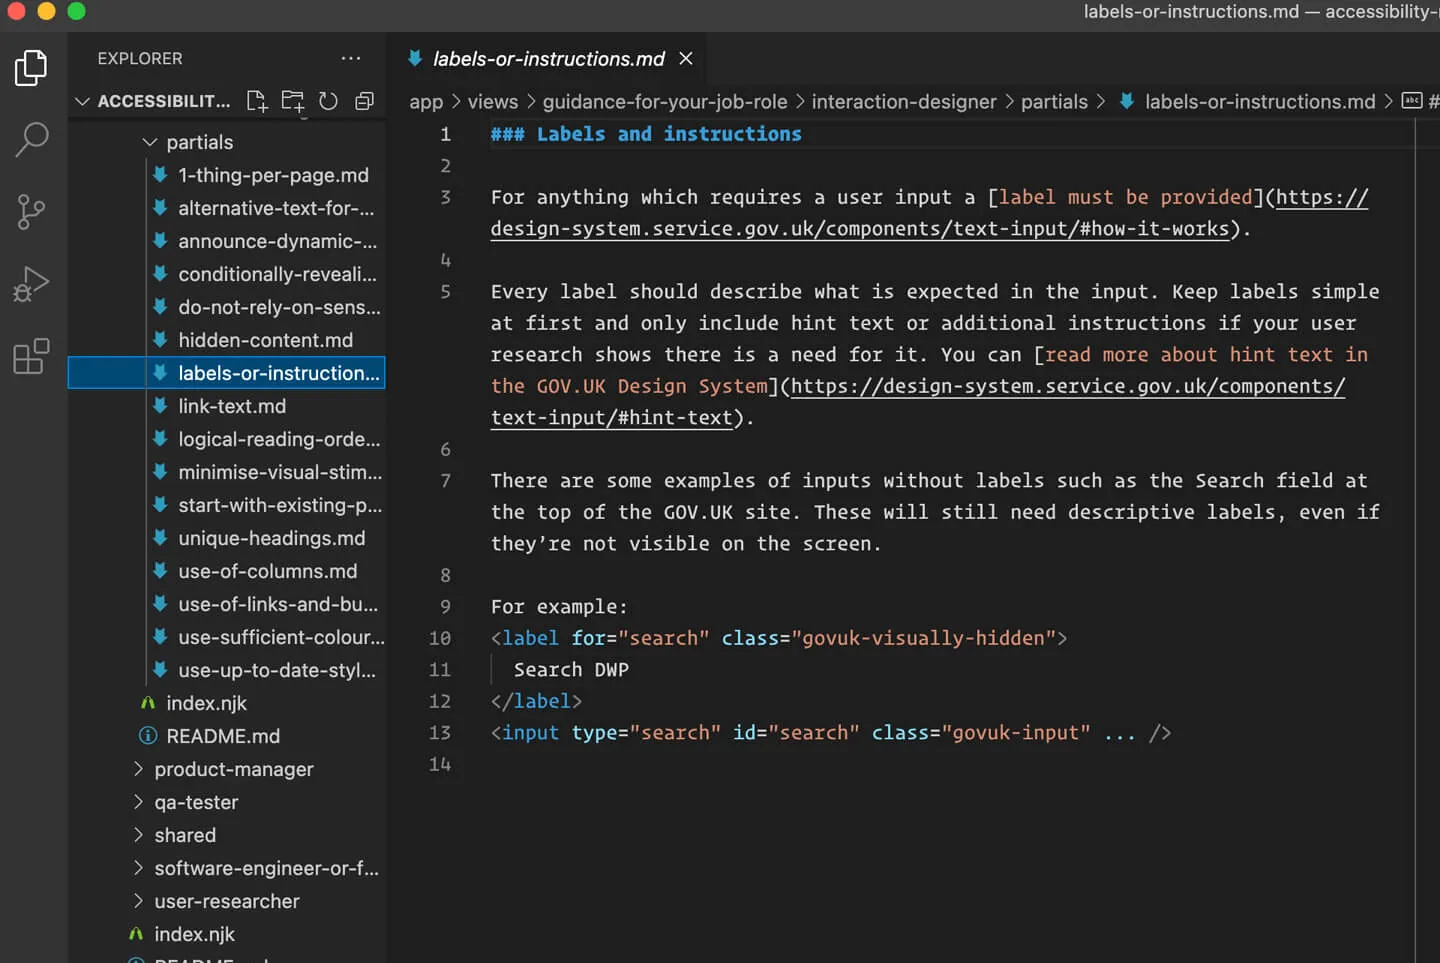 labels-or-instructions.md — accessibility-
EXPLORER
ACCESSIBILIT...
partials
1-thing-per-page.md
alternative-text-for-...
announce-dynamic-...
conditionally-reveali...
do-not-rely-on-sens...
hidden-content.md
labels-or-instruction...
link-text.md
logical-reading-orde...
minimise-visual-stim...
start-with-existing-p...
unique-headings.md
use-of-columns.md
use-of-links-and-bu...
use-sufficient-colour...
use-up-to-date-styl...
index.njk
README.md
product-manager
qa-tester
shared
software-engineer-or-f...
user-researcher
index.njk
README.md
labels-or-instructions.md
app > views > guidance-for-your-job-role > interaction-designer > partials > labels-or-instructions.md > abc #
1 ### Labels and instructions
2
3 For anything which requires a user input a [label must be provided](https://
design-system.service.gov.uk/components/text-input/#how-it-works).
4
5 Every label should describe what is expected in the input. Keep labels simple
at first and only include hint text or additional instructions if your user
research shows there is a need for it. You can [read more about hint text in
the GOV.UK Design System](https://design-system.service.gov.uk/components/
text-input/#hint-text).
6
7 There are some examples of inputs without labels such as the Search field at
the top of the GOV.UK site. These will still need descriptive labels, even if
they’re not visible on the screen.
8
9 For example:
10 <label for="search" class="govuk-visually-hidden">
11 Search DWP
12 </label>
13 <input type="search" id="search" class="govuk-input" ... />
14